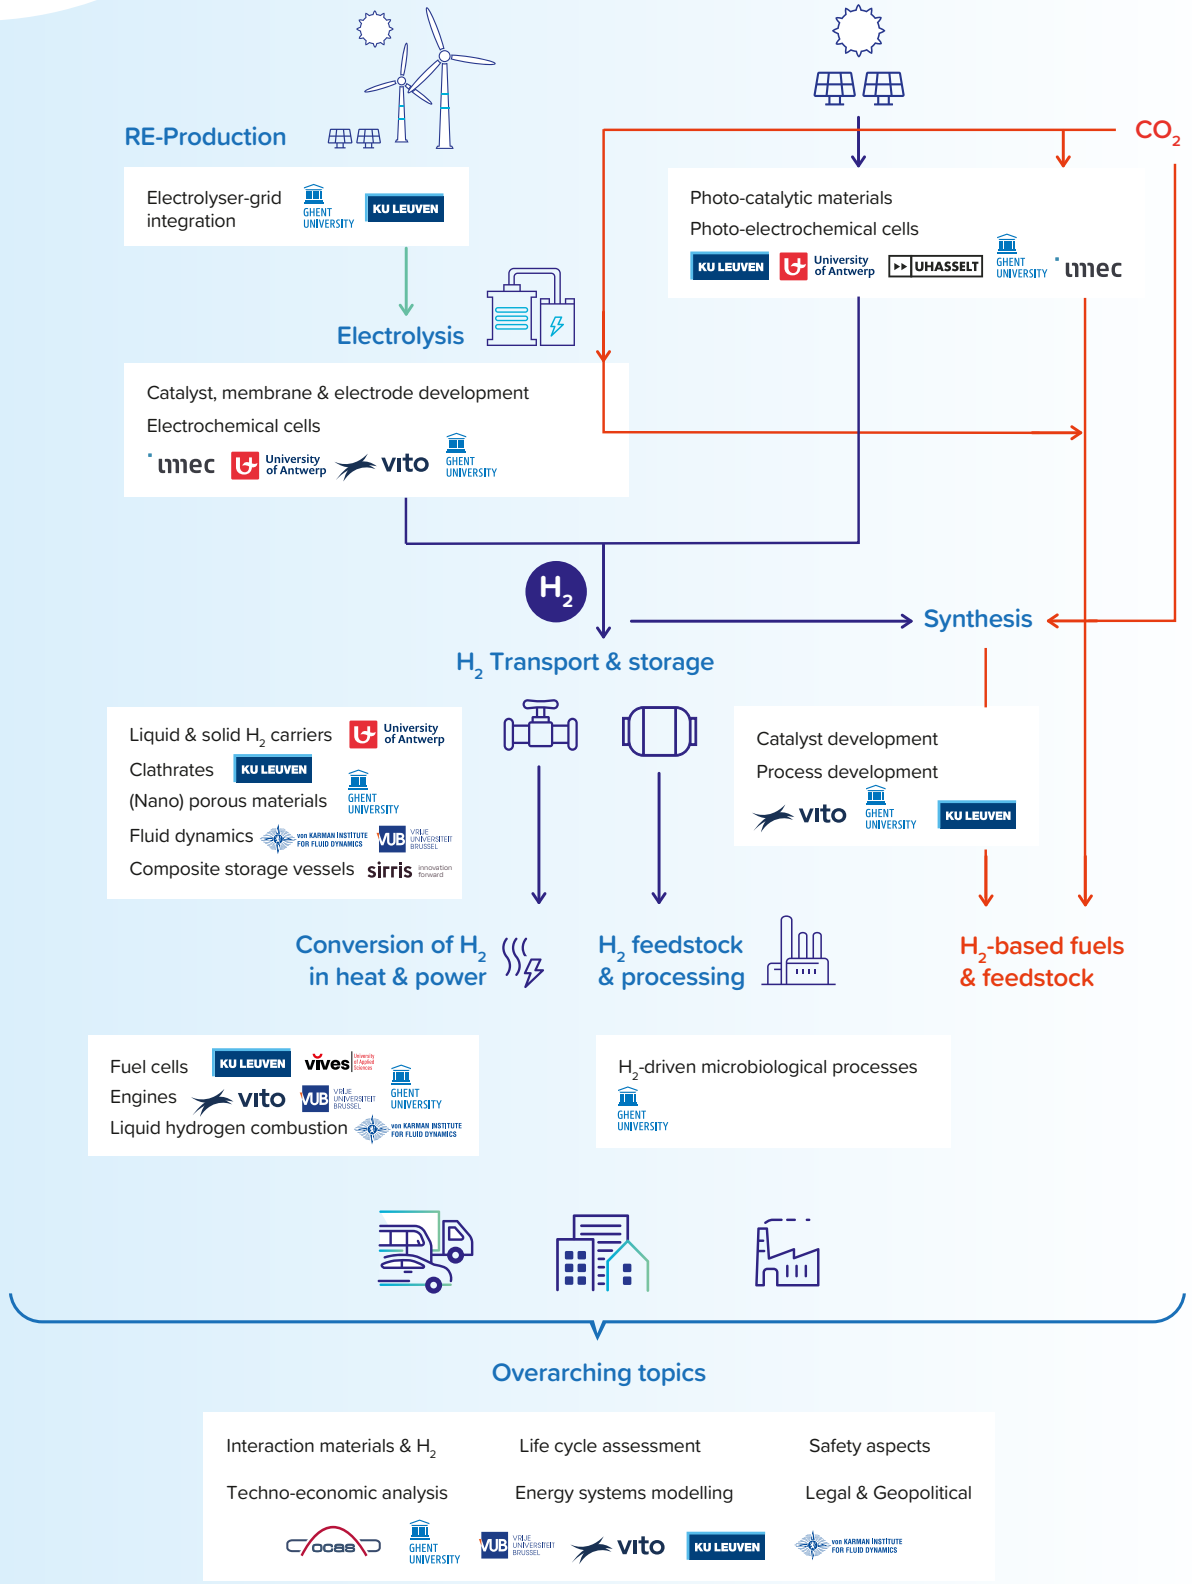 RE-Production
CO2
Electrolyser-grid
integration
GHENT
UNIVERSITY
KU LEUVEN
Photo-catalytic materials
Photo-electrochemical cells
KU LEUVEN
University
of Antwerp
UHASSELT
GHENT
UNIVERSITY
imec
Electrolysis
Catalyst, membrane & electrode development
Electrochemical cells
imec
University
of Antwerp
vito
GHENT
UNIVERSITY
H2
Synthesis
H2 Transport & storage
Liquid & solid H2 carriers
University
of Antwerp
Clathrates
KU LEUVEN
(Nano) porous materials
GHENT
UNIVERSITY
Fluid dynamics
von KARMAN INSTITUTE
FOR FLUID DYNAMICS
VUB
VRIJE
UNIVERSITEIT
BRUSSEL
Composite storage vessels
sirris
innovation
forward
Catalyst development
Process development
vito
GHENT
UNIVERSITY
KU LEUVEN
Conversion of H2
in heat & power
H2 feedstock
& processing
H2-based fuels
& feedstock
Fuel cells
KU LEUVEN
vives
University
of Applied
Sciences
Engines
vito
VUB
VRIJE
UNIVERSITEIT
BRUSSEL
GHENT
UNIVERSITY
Liquid hydrogen combustion
von KARMAN INSTITUTE
FOR FLUID DYNAMICS
H2-driven microbiological processes
GHENT
UNIVERSITY
Overarching topics
Interaction materials & H2
Life cycle assessment
Safety aspects
Techno-economic analysis
Energy systems modelling
Legal & Geopolitical
ocas
GHENT
UNIVERSITY
VUB
VRIJE
UNIVERSITEIT
BRUSSEL
vito
KU LEUVEN
von KARMAN INSTITUTE
FOR FLUID DYNAMICS